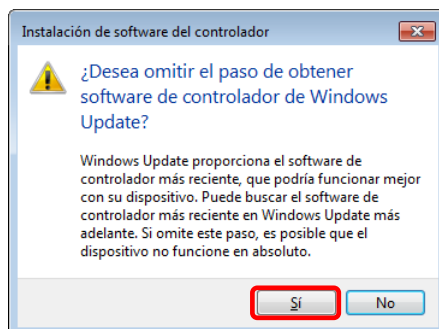 Instalación de software del controlador
¿Desea omitir el paso de obtener
software de controlador de Windows
Update?
Windows Update proporciona el software de
controlador más reciente, que podría funcionar mejor
con su dispositivo. Puede buscar el software de
controlador más reciente en Windows Update más
adelante. Si omite este paso, es posible que el
dispositivo no funcione en absoluto.
Sí No